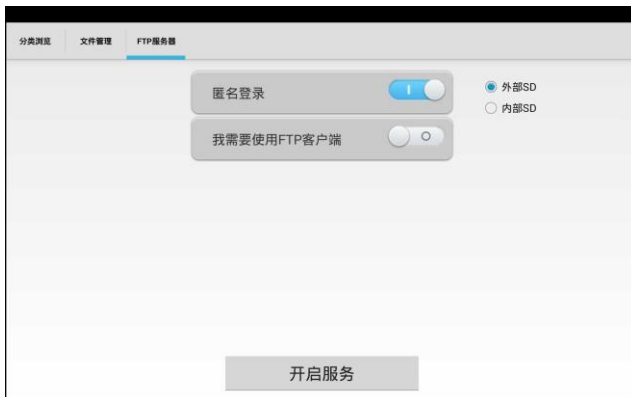 分类浏览 文件管理 FTP服务器
匿名登录
外部SD
内部SD
我需要使用FTP客户端
开启服务